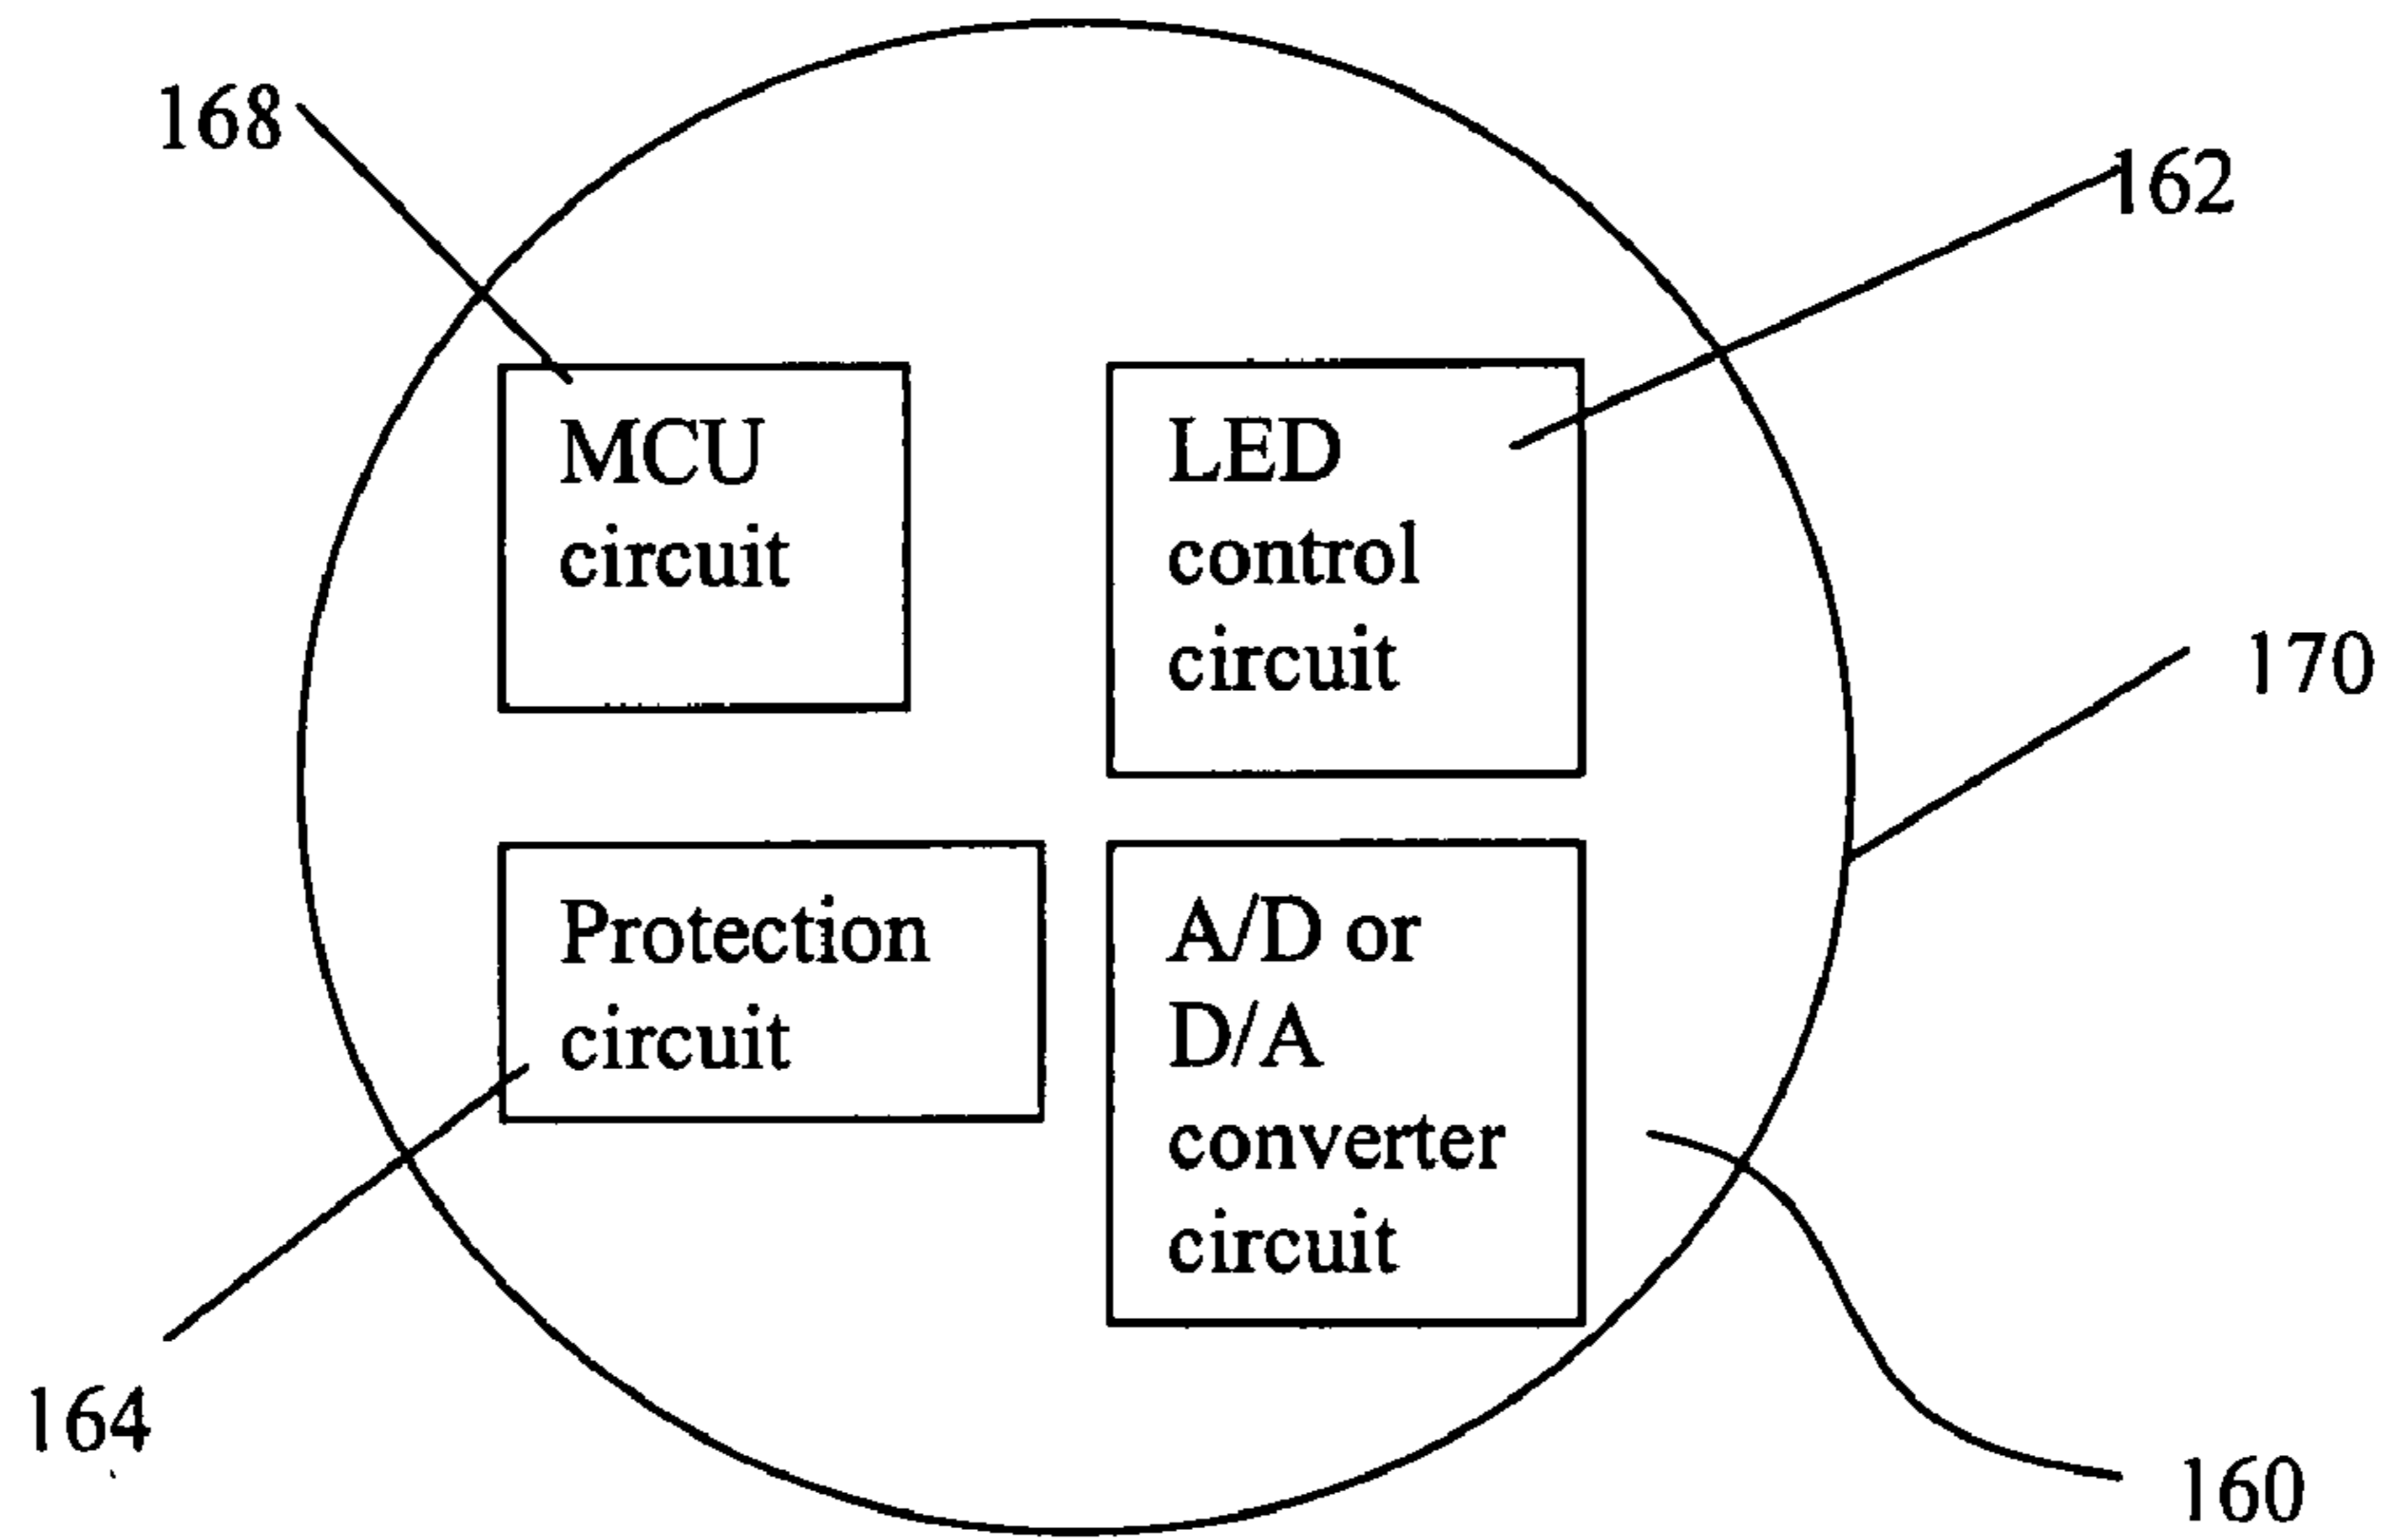 168
162
MCU
circuit
LED
control
circuit
170
Protection
circuit
A/D or
D/A
converter
circuit
164
160